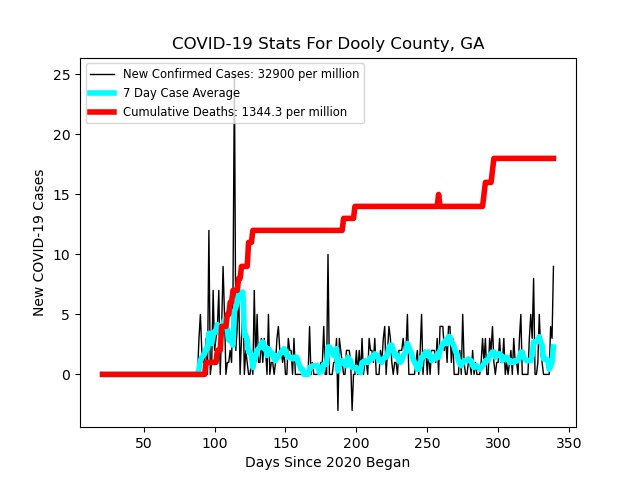 COVID-19 Stats For Dooly County, GA
New Confirmed Cases: 32900 per million
7 Day Case Average
Cumulative Deaths: 1344.3 per million
New COVID-19 Cases
25
20
15
10
5
0
50 100 150 200 250 300 350
Days Since 2020 Began